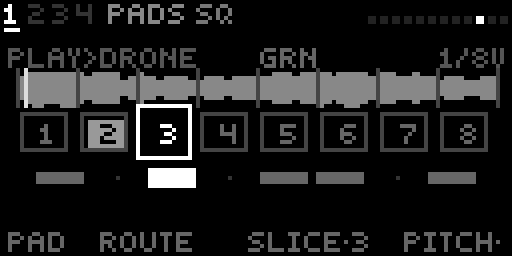 1 2 3 4 PADS SQ
PLAY>DRONE GRN 1/8V
1 2 3 4 5 6 7 8
PAD ROUTE SLICE·3 PITCH·